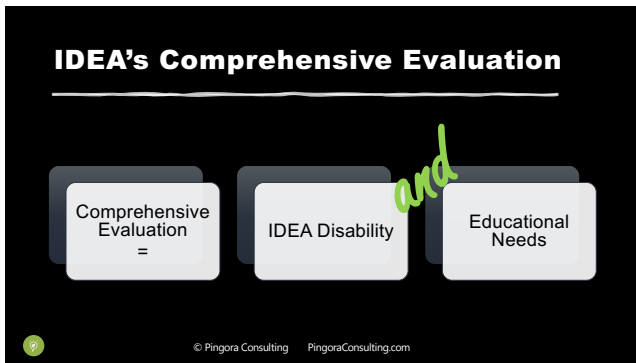 IDEA’s Comprehensive Evaluation
Comprehensive
Evaluation
=
IDEA Disability
and
Educational
Needs
© Pingora Consulting PingoraConsulting.com